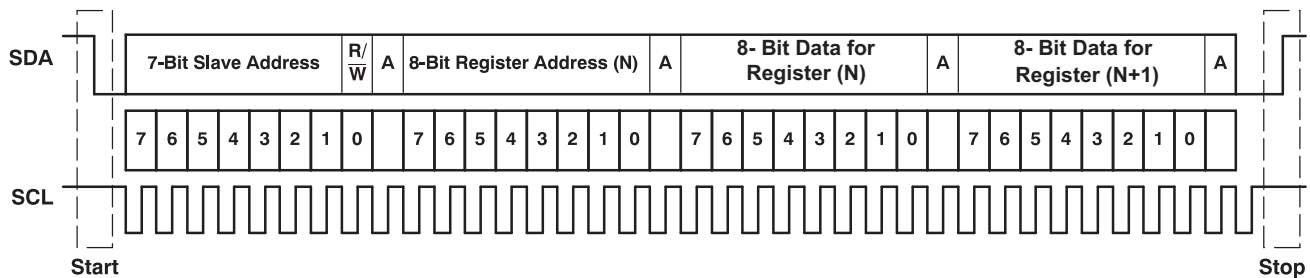 SDA
7-Bit Slave Address
R/
W
A
8-Bit Register Address (N)
A
8- Bit Data for
Register (N)
A
8- Bit Data for
Register (N+1)
A
7 6 5 4 3 2 1 0 7 6 5 4 3 2 1 0 7 6 5 4 3 2 1 0 7 6 5 4 3 2 1 0
SCL
Start
Stop